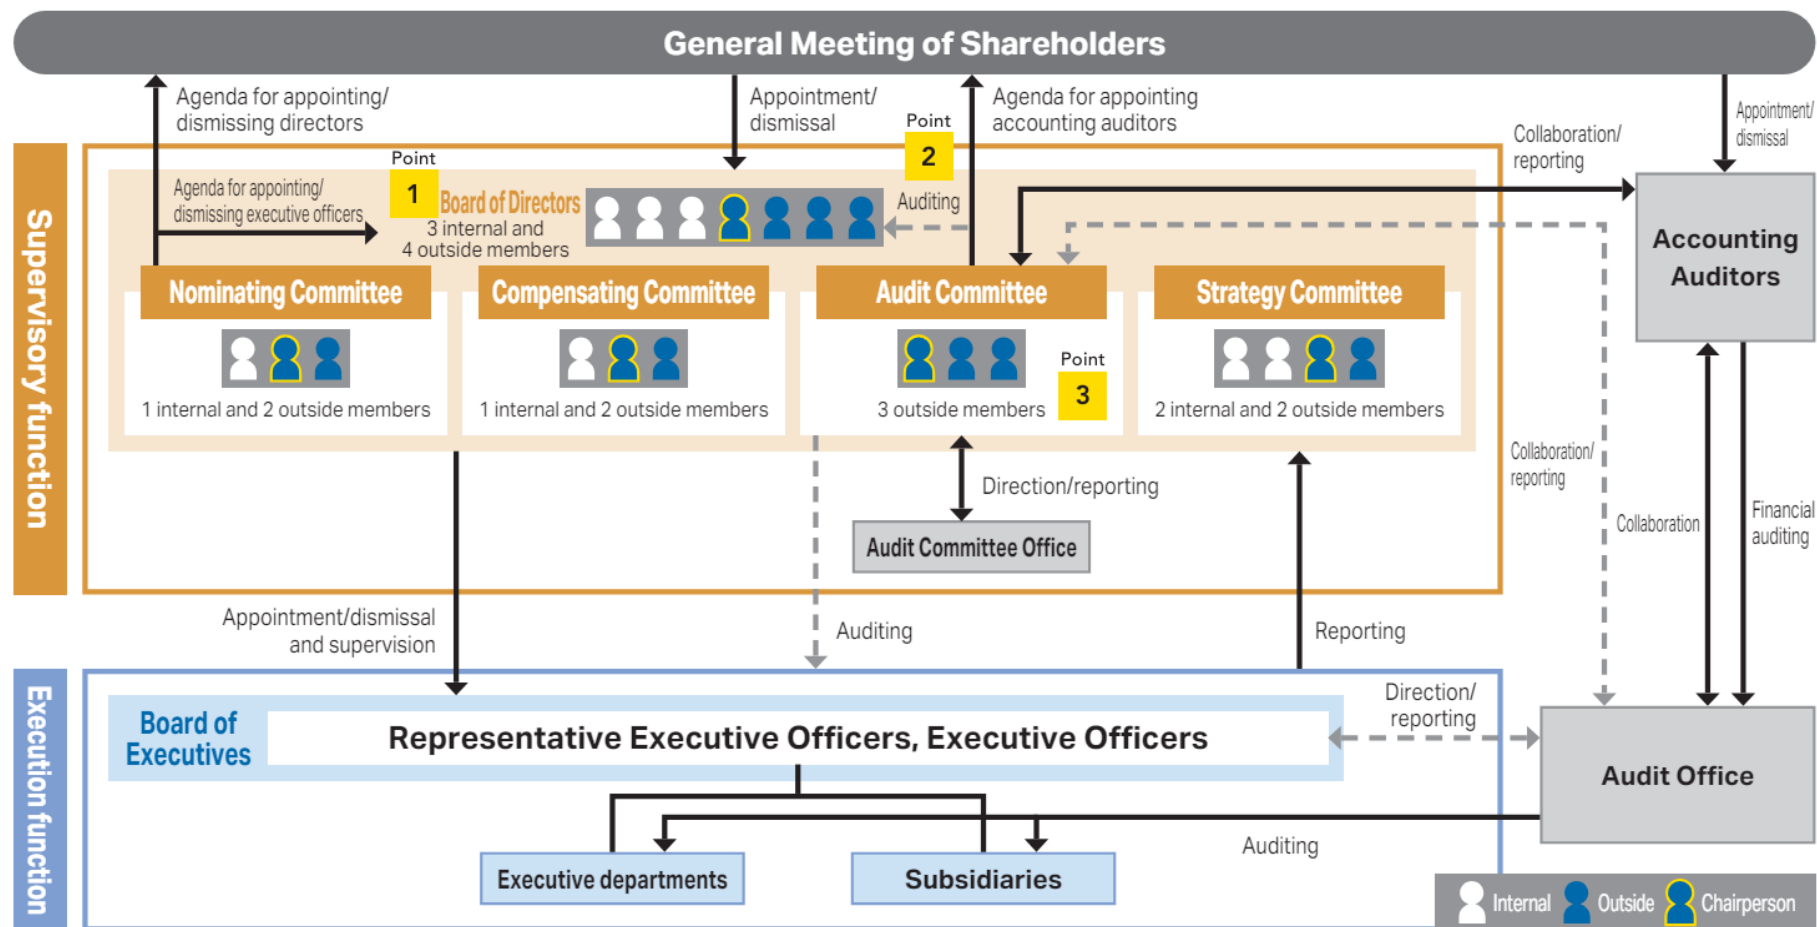 General Meeting of Shareholders
Agenda for appointing/
dismissing directors
Appointment/
dismissal
Agenda for appointing
accounting auditors
Appointment/
dismissal
Collaboration/
reporting
Supervisory function
Point
1
Point
2
Agenda for appointing/
dismissing executive officers
Board of Directors
3 internal and
4 outside members
Auditing
Accounting
Auditors
Nominating Committee
1 internal and 2 outside members
Compensating Committee
1 internal and 2 outside members
Audit Committee
3 outside members
Point
3
Strategy Committee
2 internal and 2 outside members
Direction/reporting
Audit Committee Office
Collaboration/
reporting
Collaboration
Financial
auditing
Appointment/dismissal
and supervision
Auditing
Reporting
Execution function
Board of
Executives
Representative Executive Officers, Executive Officers
Direction/
reporting
Audit Office
Auditing
Executive departments
Subsidiaries
Internal
Outside
Chairperson